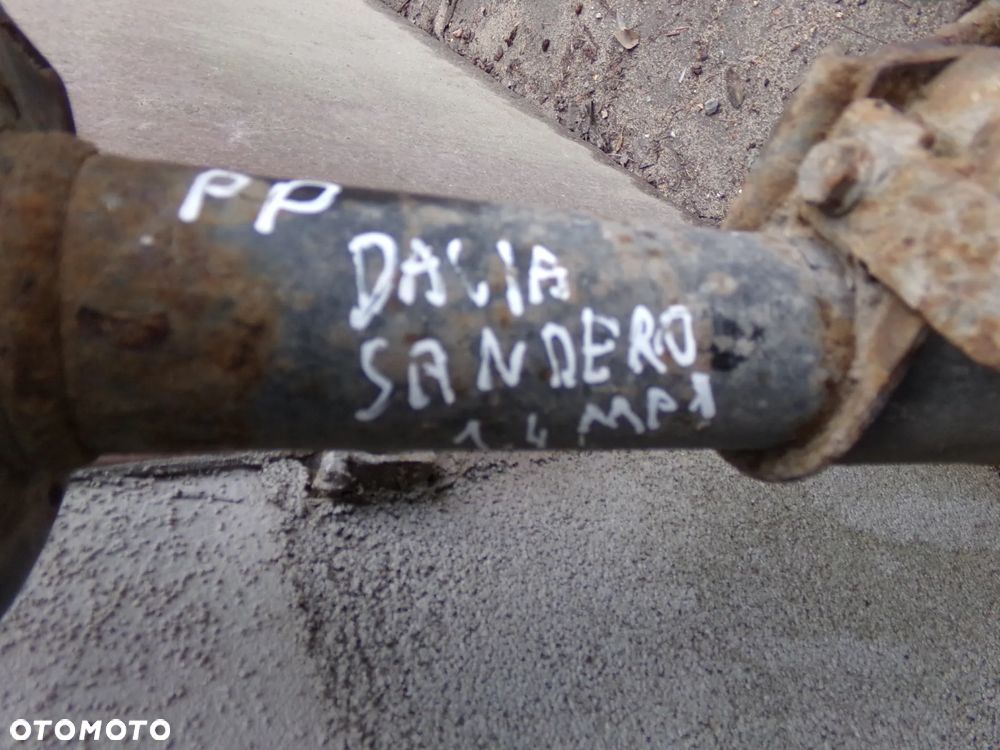 PP
DACIA
SANDERO
1.4 MPI
OTOMOTO